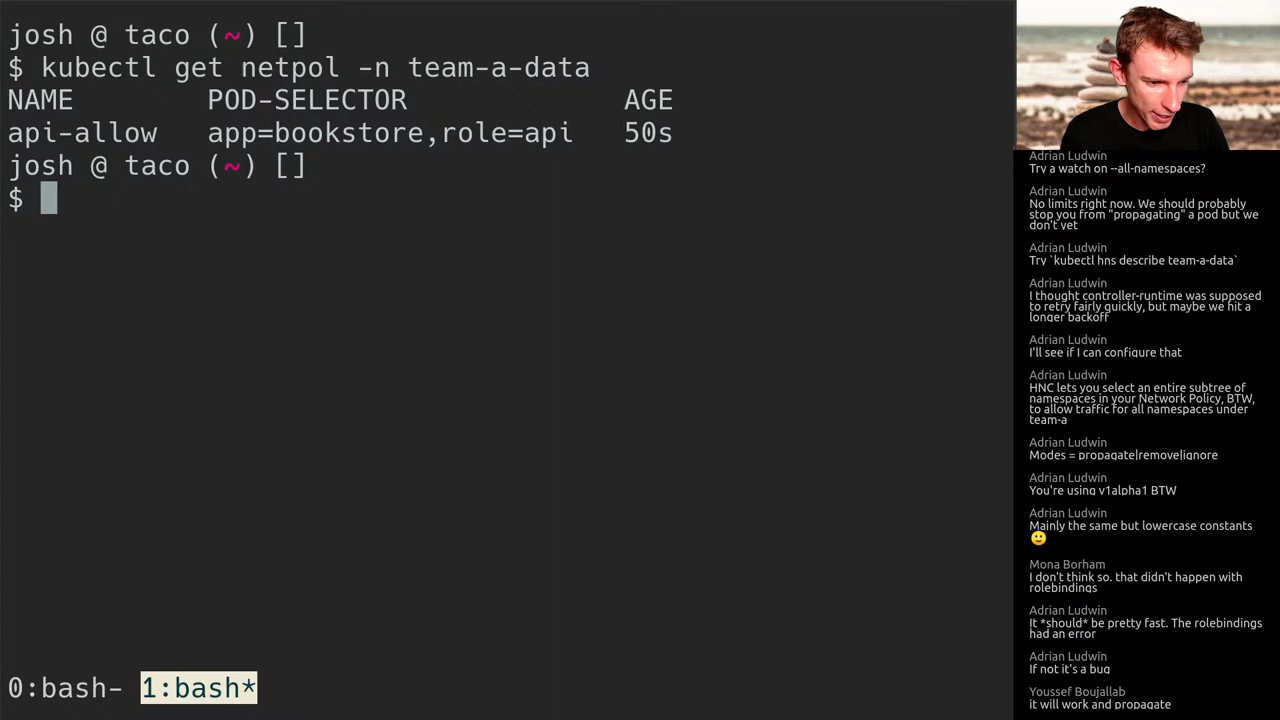 josh @ taco (~) []
$ kubectl get netpol -n team-a-data
NAME POD-SELECTOR AGE
api-allow app=bookstore,role=api 50s
josh @ taco (~) []
$
0:bash- 1:bash*
Adrian Ludwin
Try a watch on --all-namespaces?
Adrian Ludwin
No limits right now. We should probably
stop you from "propagating" a pod but we
don't yet
Adrian Ludwin
Try `kubectl hns describe team-a-data`
Adrian Ludwin
I thought controller-runtime was supposed
to retry fairly quickly, but maybe we hit a
longer backoff
Adrian Ludwin
I'll see if I can configure that
Adrian Ludwin
HNC lets you select an entire subtree of
namespaces in your Network Policy, BTW,
to allow traffic for all namespaces under
team-a
Adrian Ludwin
Modes = propagate|remove|ignore
Adrian Ludwin
You're using v1alpha1 BTW
Adrian Ludwin
Mainly the same but lowercase constants
🙂
Mona Borham
I don't think so. that didn't happen with
rolebindings
Adrian Ludwin
It *should* be pretty fast. The rolebindings
had an error
Adrian Ludwin
If not it's a bug
Youssef Boujallab
it will work and propagate